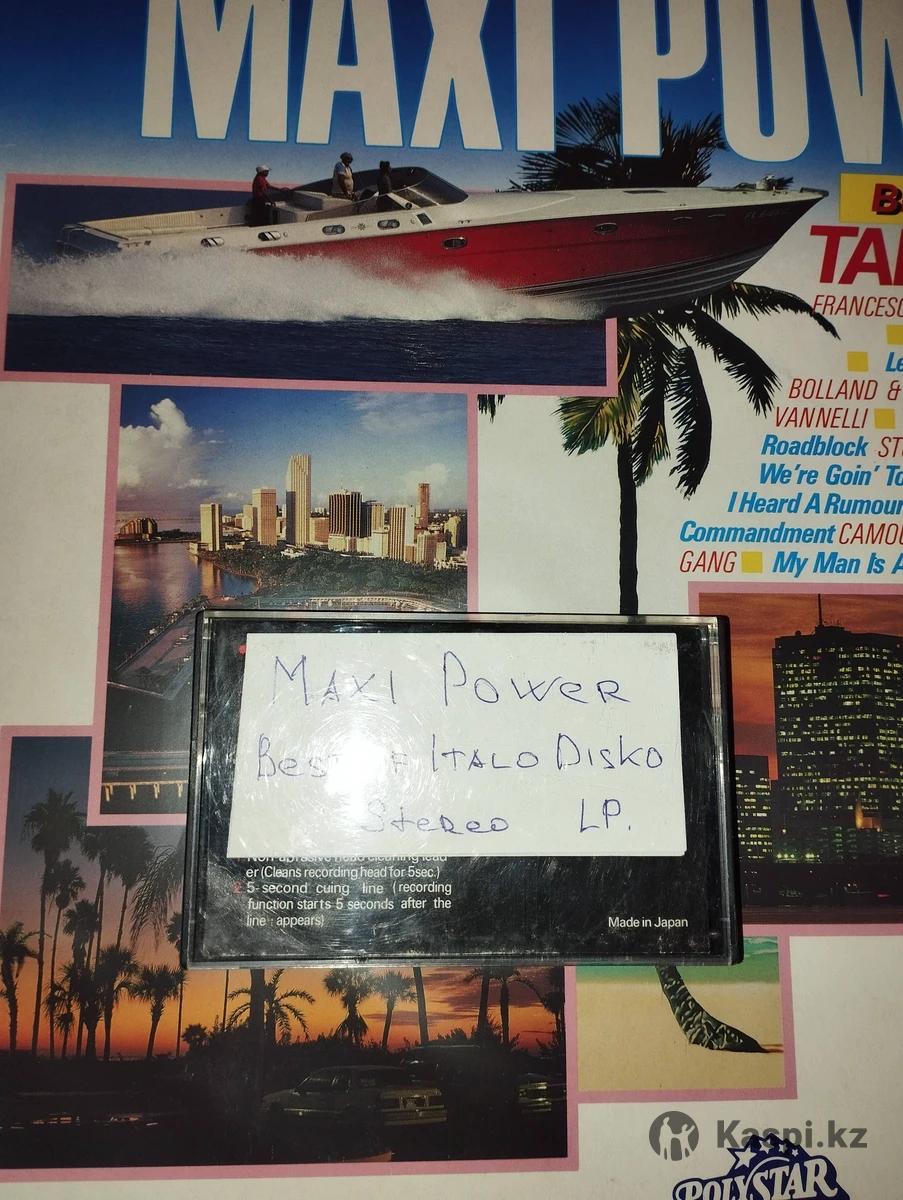 MAXI POW
FL
B
TA
FRANCESC
Le
BOLLAND &
VANNELLI
Roadblock ST
We're Goin' To
I Heard A Rumour
Commandment CAMOU
GANG My Man Is A
MAXI POWER
BEST OF ITALO DISKO
Stereo LP.
Non-abrasive head cleaning lead
er (Cleans recording head for 5sec.)
2. 5-second cuing line (recording
function starts 5 seconds after the
line ; appears)
Made in Japan
Kaspi.kz
POLYSTAR